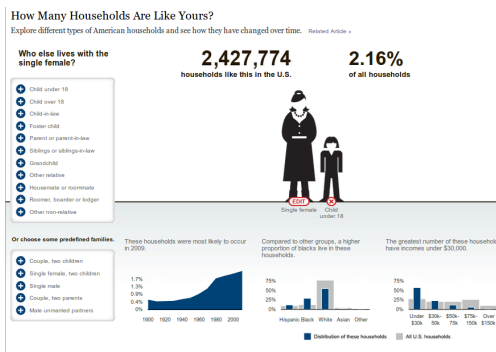 How Many Households Are Like Yours?
Explore different types of American households and see how they have changed over time. Related Article »
Who else lives with the
single female?
2,427,774
households like this in the U.S.
2.16%
of all households
Child under 18
Child over 18
Child-in-law
Foster child
Parent or parent-in-law
Siblings or siblings-in-law
Grandchild
Other relative
Housemate or roommate
Roomer, boarder or lodger
Other non-relative
EDIT
Single female
Child
under 18
Or choose some predefined families.
Couple, two children
Single female, two children
Single male
Couple, two parents
Male unmarried partners
These households were most likely to occur
in 2009.
1.7%
1.3%
0.9%
0.4%
0%
1900 1920 1940 1960 1980 2000
Compared to other groups, a higher
proportion of blacks live in these
households.
75%
50%
25%
0%
Hispanic Black White Asian Other
The greatest number of these househol
have incomes under $30,000.
75%
50%
25%
0%
Under $30k- $50k- $75k- Over
$30k 50k 75k 150k $150k
Distribution of these households All U.S. households